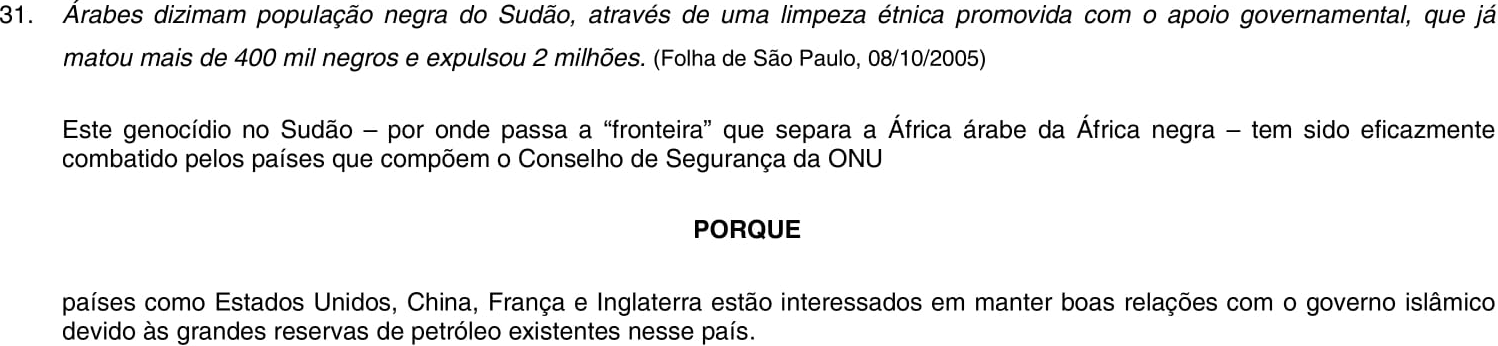 31. Árabes dizimam população negra do Sudão, através de uma limpeza étnica promovida com o apoio governamental, que já
matou mais de 400 mil negros e expulsou 2 milhões. (Folha de São Paulo, 08/10/2005)
Este genocídio no Sudão – por onde passa a “fronteira” que separa a África árabe da África negra – tem sido eficazmente
combatido pelos países que compõem o Conselho de Segurança da ONU
PORQUE
países como Estados Unidos, China, França e Inglaterra estão interessados em manter boas relações com o governo islâmico
devido às grandes reservas de petróleo existentes nesse país.